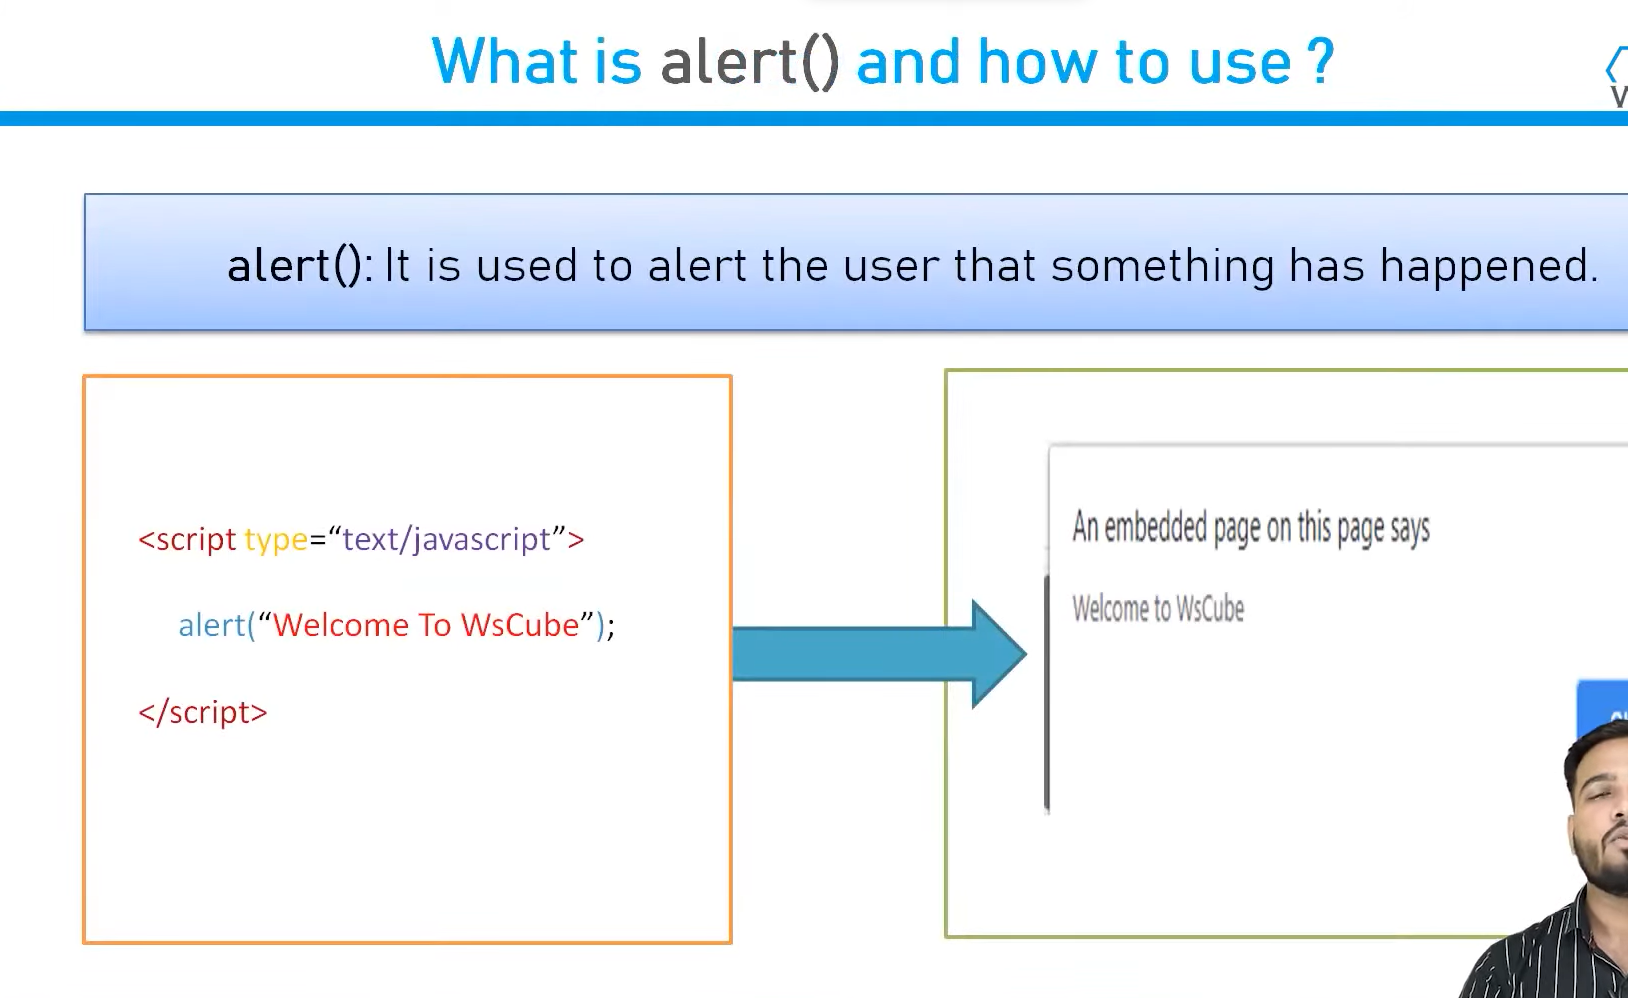 What is alert() and how to use ?
alert(): It is used to alert the user that something has happened.
<script type=“text/javascript”>
alert(“Welcome To WsCube”);
</script>
An embedded page on this page says
Welcome to WsCube